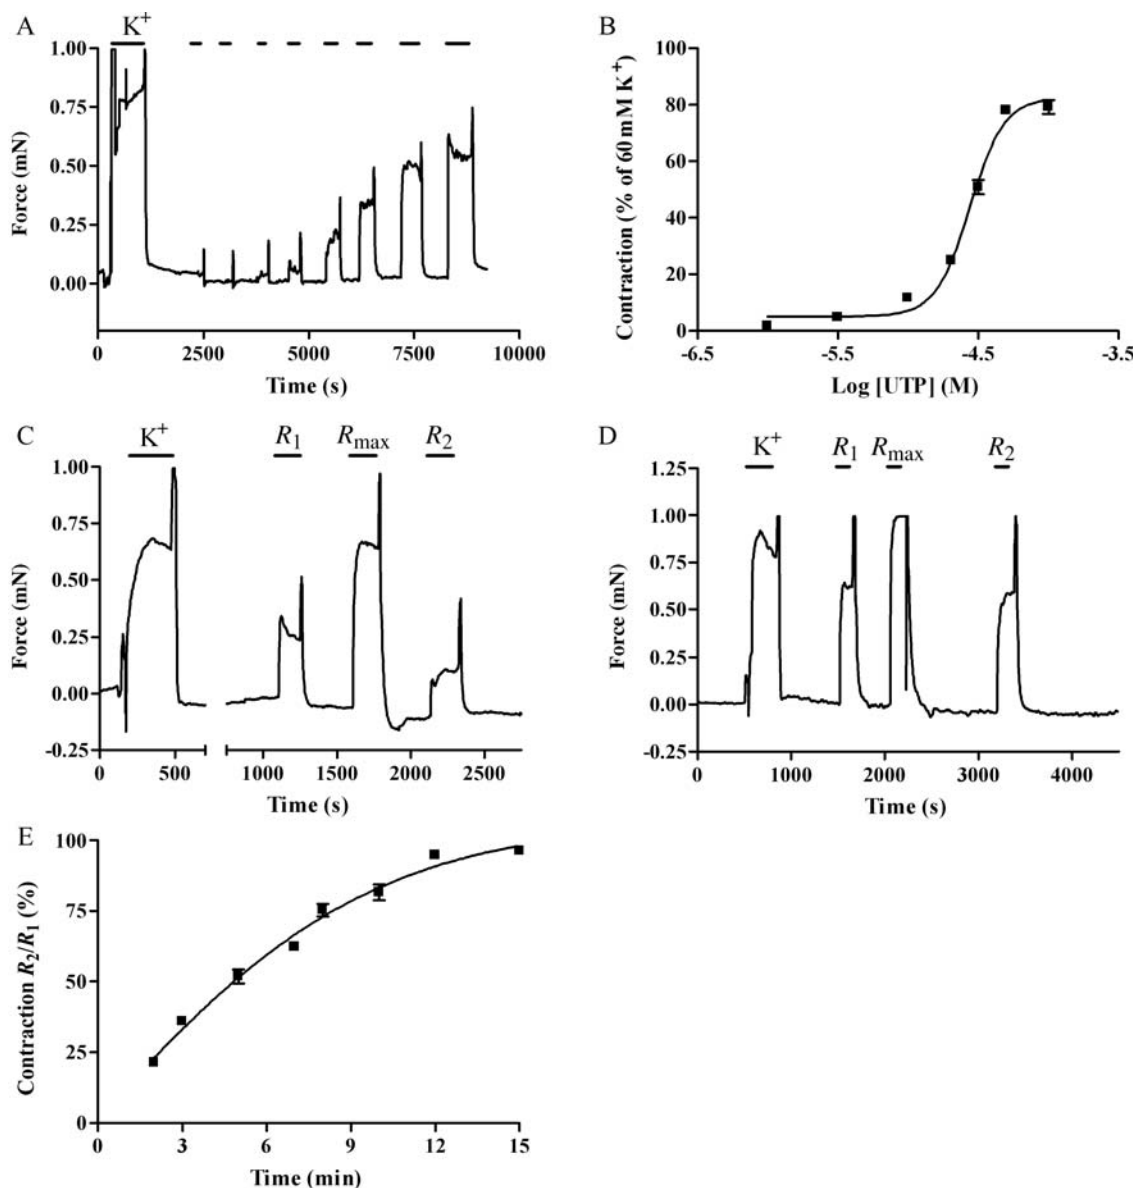 A
K⁺
1.00
0.75
0.50
0.25
0.00
Force (mN)
0 2500 5000 7500 10000
Time (s)
B
100
80
60
40
20
0
Contraction (% of 60 mM K⁺)
-6.5 -5.5 -4.5 -3.5
Log [UTP] (M)
C
K⁺ R₁ Rmax R₂
1.00
0.75
0.50
0.25
0.00
-0.25
Force (mN)
0 500 1000 1500 2000 2500
Time (s)
D
K⁺ R₁ Rmax R₂
1.25
1.00
0.75
0.50
0.25
0.00
-0.25
Force (mN)
0 1000 2000 3000 4000
Time (s)
E
100
75
50
25
0
Contraction R₂/R₁ (%)
0 3 6 9 12 15
Time (min)